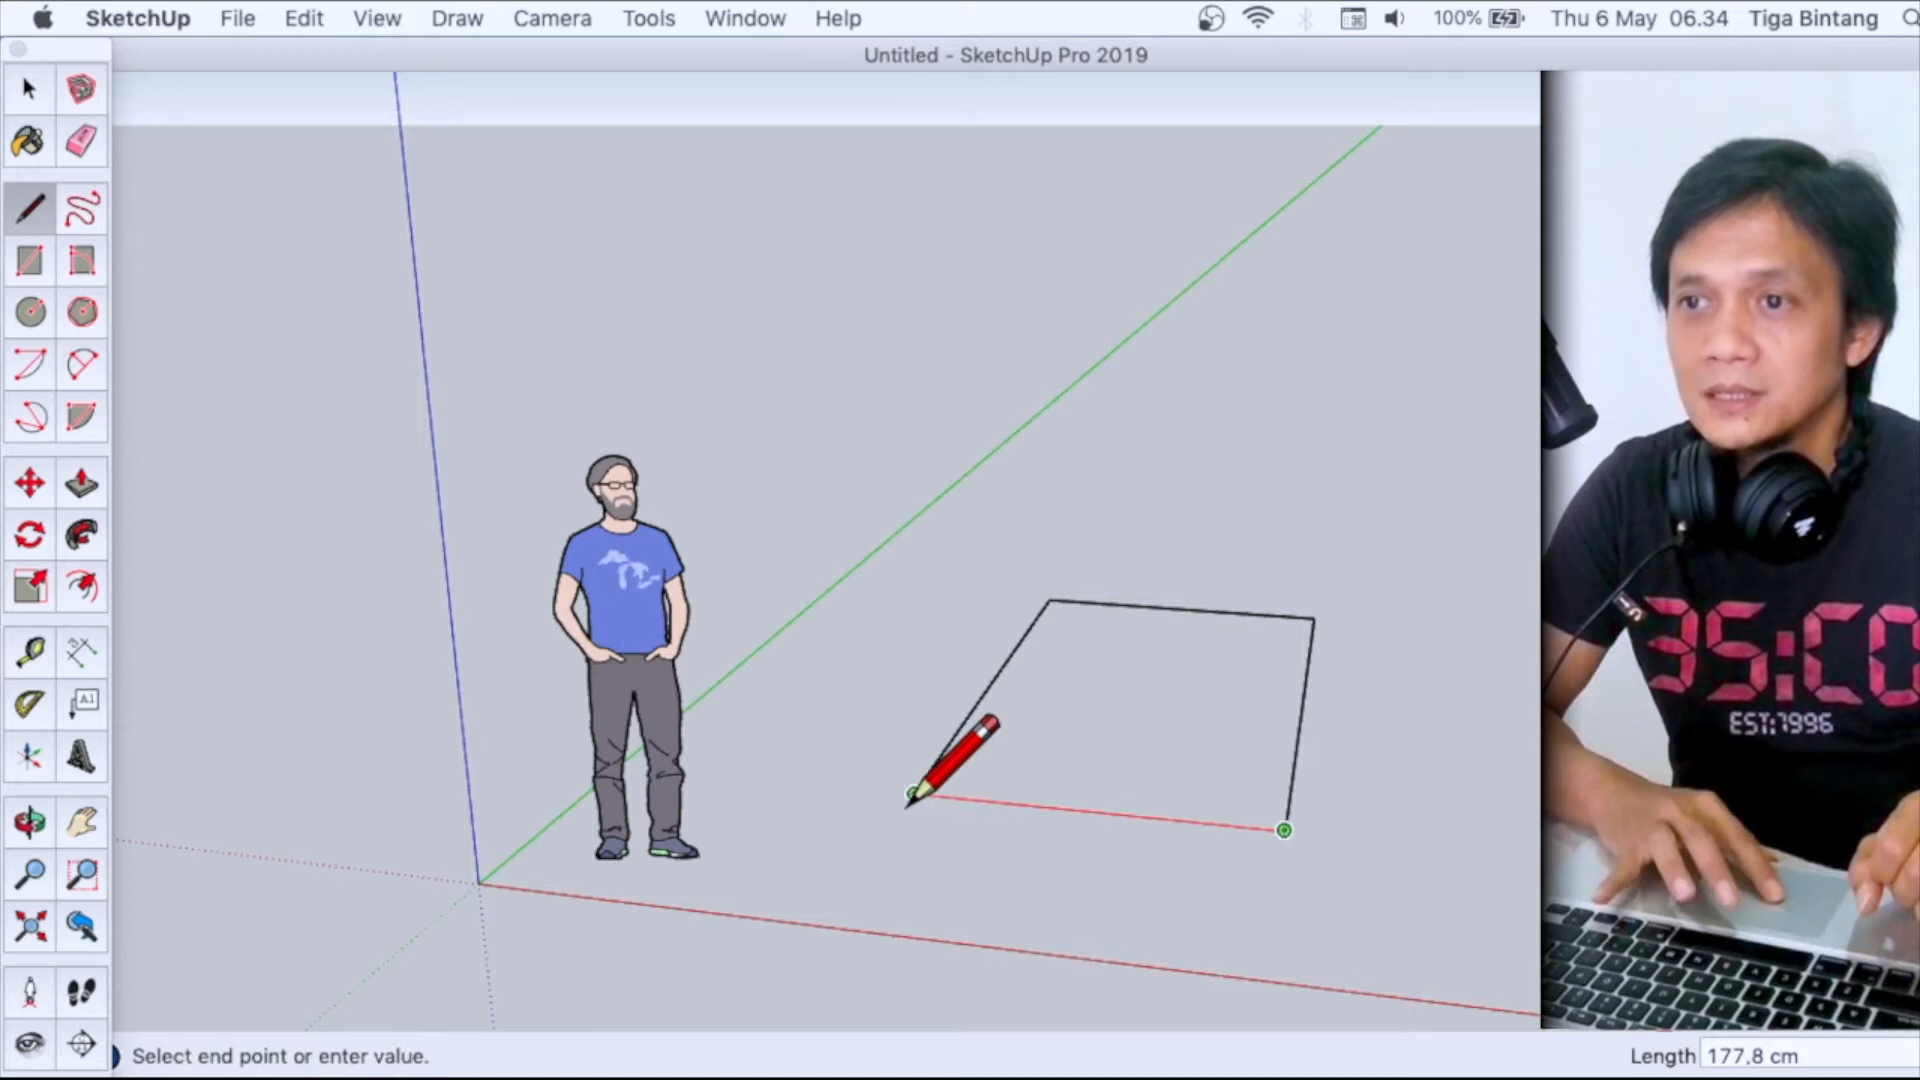 SketchUp File Edit View Draw Camera Tools Window Help 100% Thu 6 May 06.34 Tiga Bintang
Untitled - SketchUp Pro 2019
A1
35:CO
EST:1996
Select end point or enter value.
Length 177,8 cm